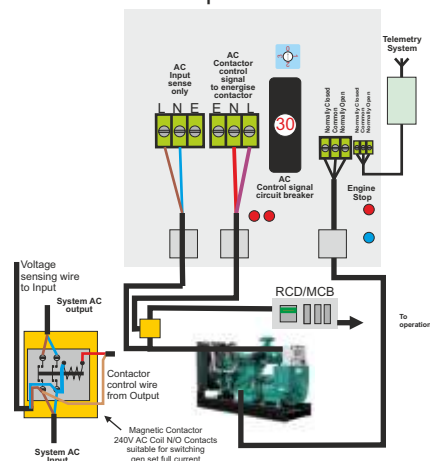 AC
Input
sense
only
L N E
AC
Contactor
control
signal
to energise
contactor
E N L
30
AC
Control signal
circuit breaker
Normally Closed
Common
Normally Open
Normally Closed
Common
Normally Open
Telemetry
System
Engine
Stop
Voltage
sensing wire
to Input
System AC
output
Contactor
control wire
from Output
System AC
Input
Magnetic Contactor
240V AC Coil N/O Contacts
suitable for switching
gen set full current
RCD/MCB
To
operation